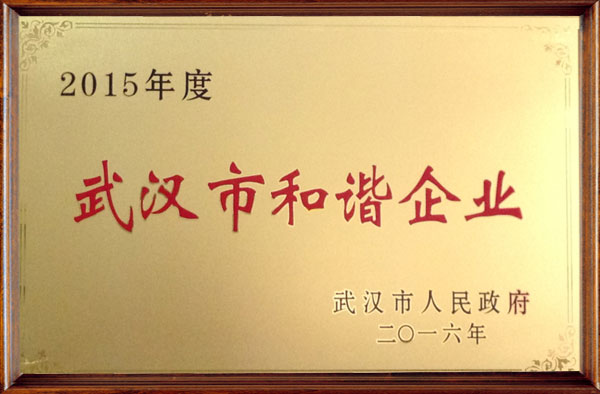 2015年度
武汉市和谐企业
武汉市人民政府
二〇一六年